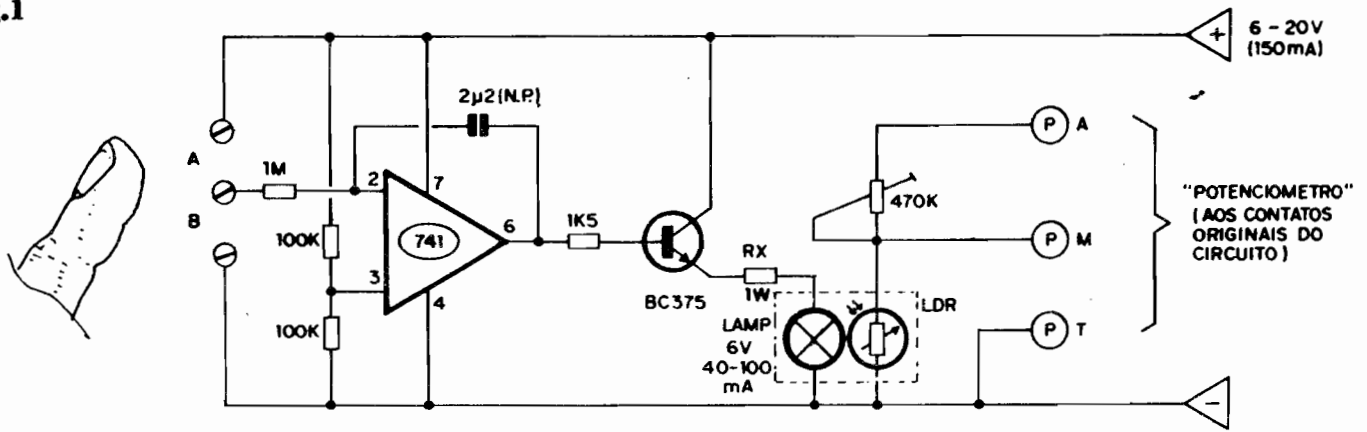 .1
2µ2(N.P.)
6 - 20V
(150mA)
A
B
1M
2
7
741
6
3
4
100K
100K
1K5
BC375
RX
1W
LAMP
6V
40-100
mA
LDR
470K
P A
P M
P T
"POTENCIOMETRO"
(AOS CONTATOS
ORIGINAIS DO
CIRCUITO)
+
-